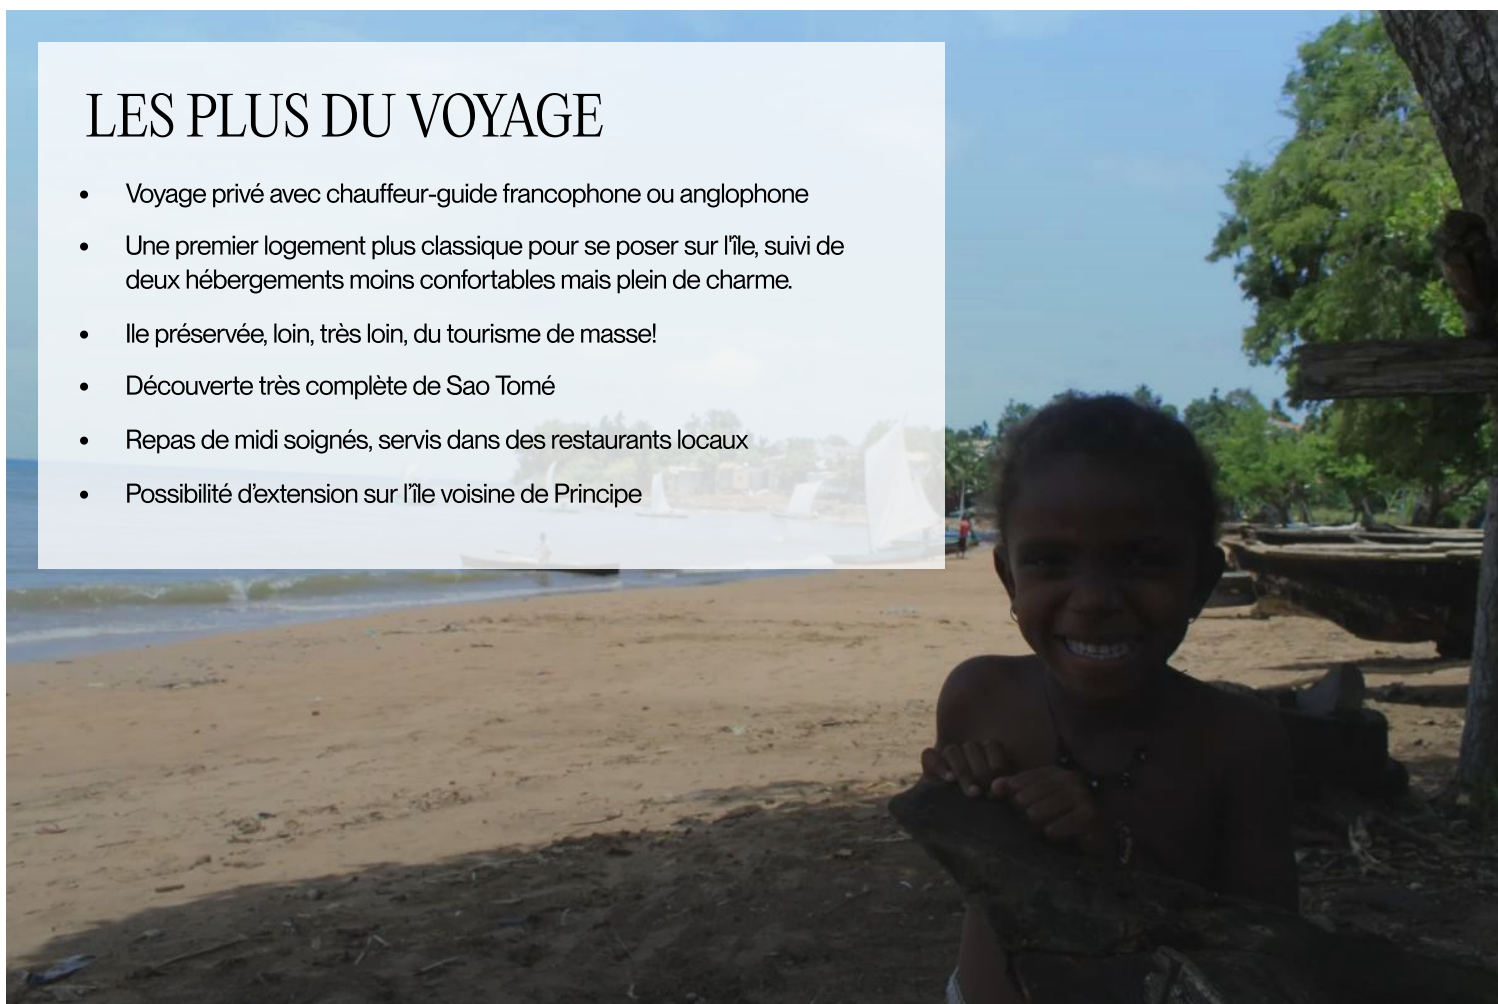 LES PLUS DU VOYAGE
• Voyage privé avec chauffeur-guide francophone ou anglophone
• Une premier logement plus classique pour se poser sur l'île, suivi de
deux hébergements moins confortables mais plein de charme.
• Ile préservée, loin, très loin, du tourisme de masse!
• Découverte très complète de Sao Tomé
• Repas de midi soignés, servis dans des restaurants locaux
• Possibilité d’extension sur l’île voisine de Principe